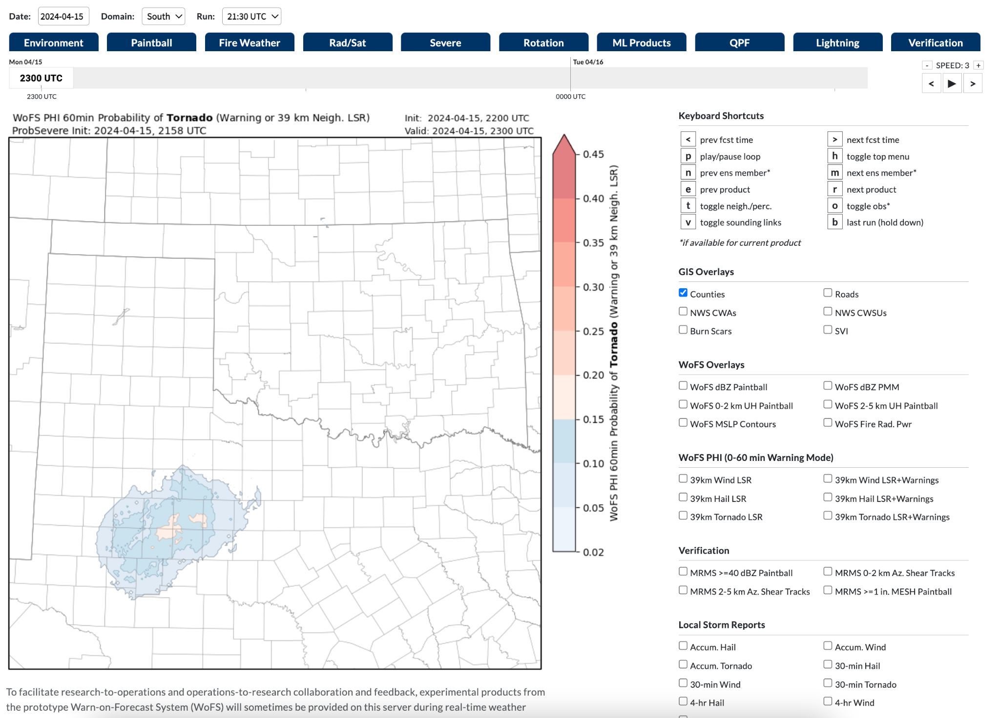 Date: 2024-04-15 Domain: South Run: 21:30 UTC
Environment Paintball Fire Weather Rad/Sat Severe Rotation ML Products QPF Lightning Verification
Mon 04/15 Tue 04/16
- SPEED: 3 +
2300 UTC
< ▶ >
2300 UTC 0000 UTC
WoFS PHI 60min Probability of Tornado (Warning or 39 km Neigh. LSR)
Init: 2024-04-15, 2200 UTC
ProbSevere Init: 2024-04-15, 2158 UTC
Valid: 2024-04-15, 2300 UTC
0.45
0.40
0.35
0.30
0.25
0.20
0.15
0.10
0.05
0.02
WoFS PHI 60min Probability of Tornado (Warning or 39 km Neigh. LSR)
Keyboard Shortcuts
< prev fcst time > next fcst time
p play/pause loop h toggle top menu
n prev ens member* m next ens member*
e prev product r next product
t toggle neigh./perc. o toggle obs*
v toggle sounding links b last run (hold down)
*if available for current product
GIS Overlays
Counties Roads
NWS CWAs NWS CWSUs
Burn Scars SVI
WoFS Overlays
WoFS dBZ Paintball WoFS dBZ PMM
WoFS 0-2 km UH Paintball WoFS 2-5 km UH Paintball
WoFS MSLP Contours WoFS Fire Rad. Pwr
WoFS PHI (0-60 min Warning Mode)
39km Wind LSR 39km Wind LSR+Warnings
39km Hail LSR 39km Hail LSR+Warnings
39km Tornado LSR 39km Tornado LSR+Warnings
Verification
MRMS >=40 dBZ Paintball MRMS 0-2 km Az. Shear Tracks
MRMS 2-5 km Az. Shear Tracks MRMS >=1 in. MESH Paintball
Local Storm Reports
Accum. Hail Accum. Wind
Accum. Tornado 30-min Hail
30-min Wind 30-min Tornado
4-hr Hail 4-hr Wind
To facilitate research-to-operations and operations-to-research collaboration and feedback, experimental products from
the prototype Warn-on-Forecast System (WoFS) will sometimes be provided on this server during real-time weather